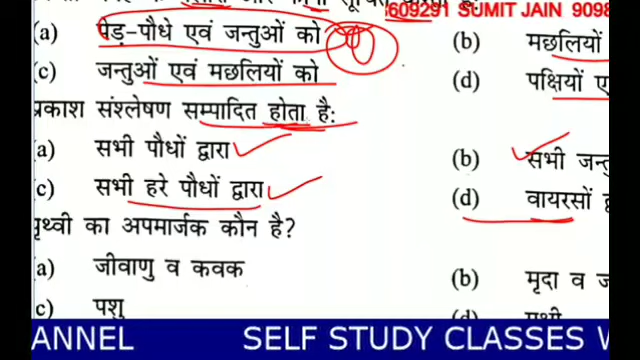 609291 SUMIT JAIN 9098
(a) पेड़-पौधे एवं जन्तुओं को (b) मछलियों
(c) जन्तुओं एवं मछलियों को (d) पक्षियों
प्रकाश संश्लेषण सम्पादित होता है:
(a) सभी पौधों द्वारा (b) सभी
(c) सभी हरे पौधों द्वारा (d) वायरसों
पृथ्वी का अपमार्जक कौन है?
(a) जीवाणु व कवक (b) मृदा व
(c) पशु (d)
ANNEL SELF STUDY CLASSES